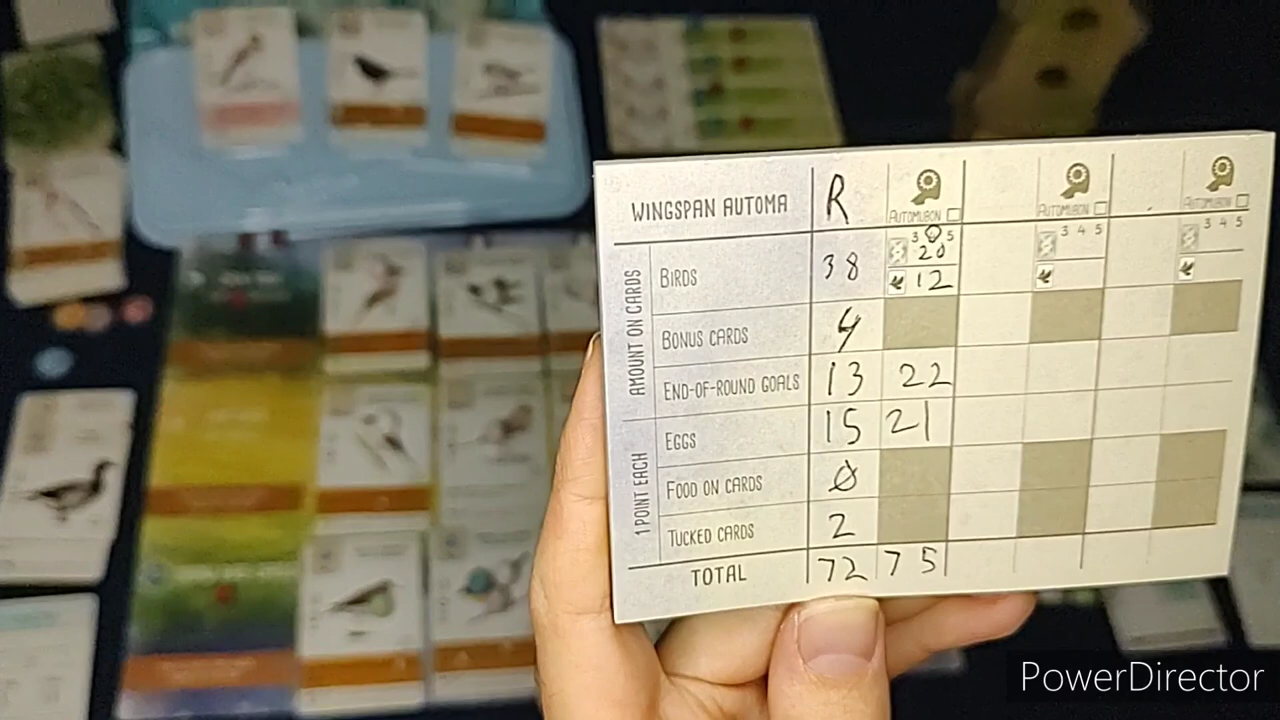 WINGSPAN AUTOMA R AUTOMUBON AUTOMUBON AUTOMUBON
AMOUNT ON CARDS
BIRDS 38 3 4 5 20 3 4 5 3 4 5
12
BONUS CARDS 4
END-OF-ROUND GOALS 13 22
1 POINT EACH
EGGS 15 21
FOOD ON CARDS 0
TUCKED CARDS 2
TOTAL 72 75
PowerDirector